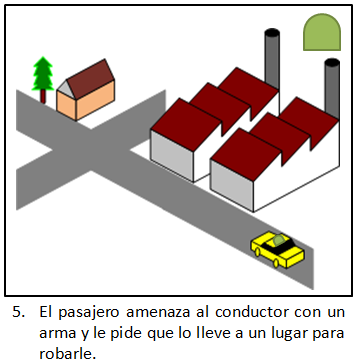 5. El pasajero amenaza al conductor con un
arma y le pide que lo lleve a un lugar para
robarle.